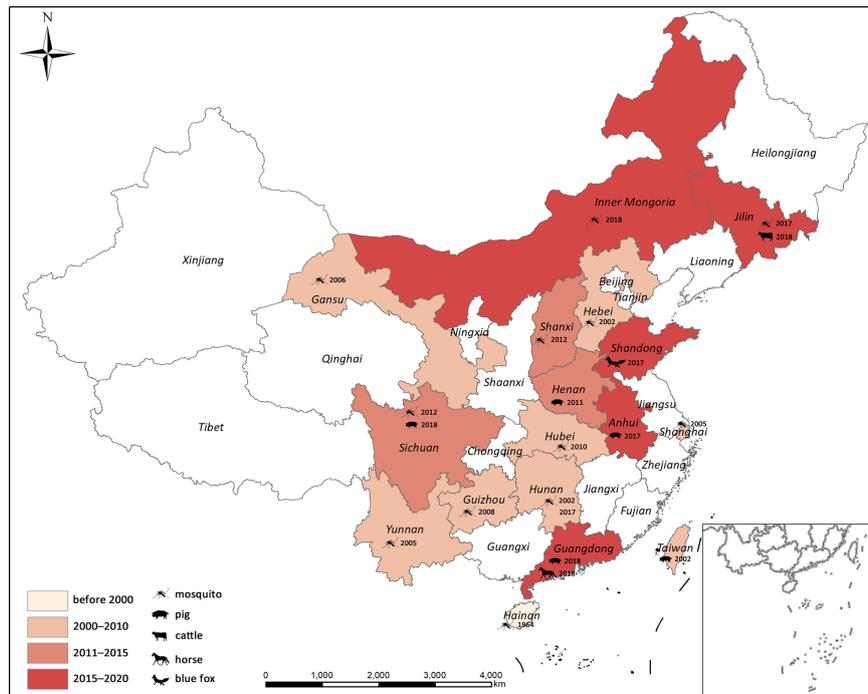 N
Heilongjiang
Inner Mongoria
2018
Jilin
2017
2018
Xinjiang
Liaoning
2006
Gansu
Beijing
Tianjin
Hebei
2002
Ningxia
Shanxi
2012
Shandong
2017
Qinghai
Shaanxi
Henan
2011
Jiangsu
2012
2018
Sichuan
Anhui
2017
2005
Shanghai
Tibet
Hubei
2010
Chongqing
Zhejiang
Guizhou
2008
Hunan
2002
2017
Jiangxi
Fujian
Yunnan
2005
Guangxi
Guangdong
2018
2018
Taiwan
2002
Hainan
1964
before 2000
2000–2010
2011–2015
2015–2020
mosquito
pig
cattle
horse
blue fox
0 1,000 2,000 3,000 4,000
km